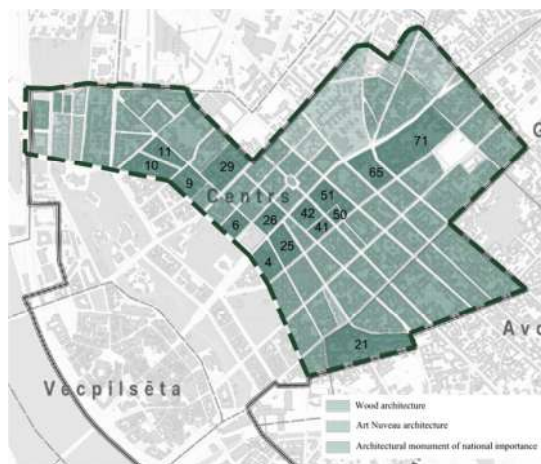 71
11
29
10
65
9
Centrs
51
42
50
6
26
41
25
4
21
G
Avo
Vecpilsēta
Wood architecture
Art Nuveau architecture
Architectural monument of national importance